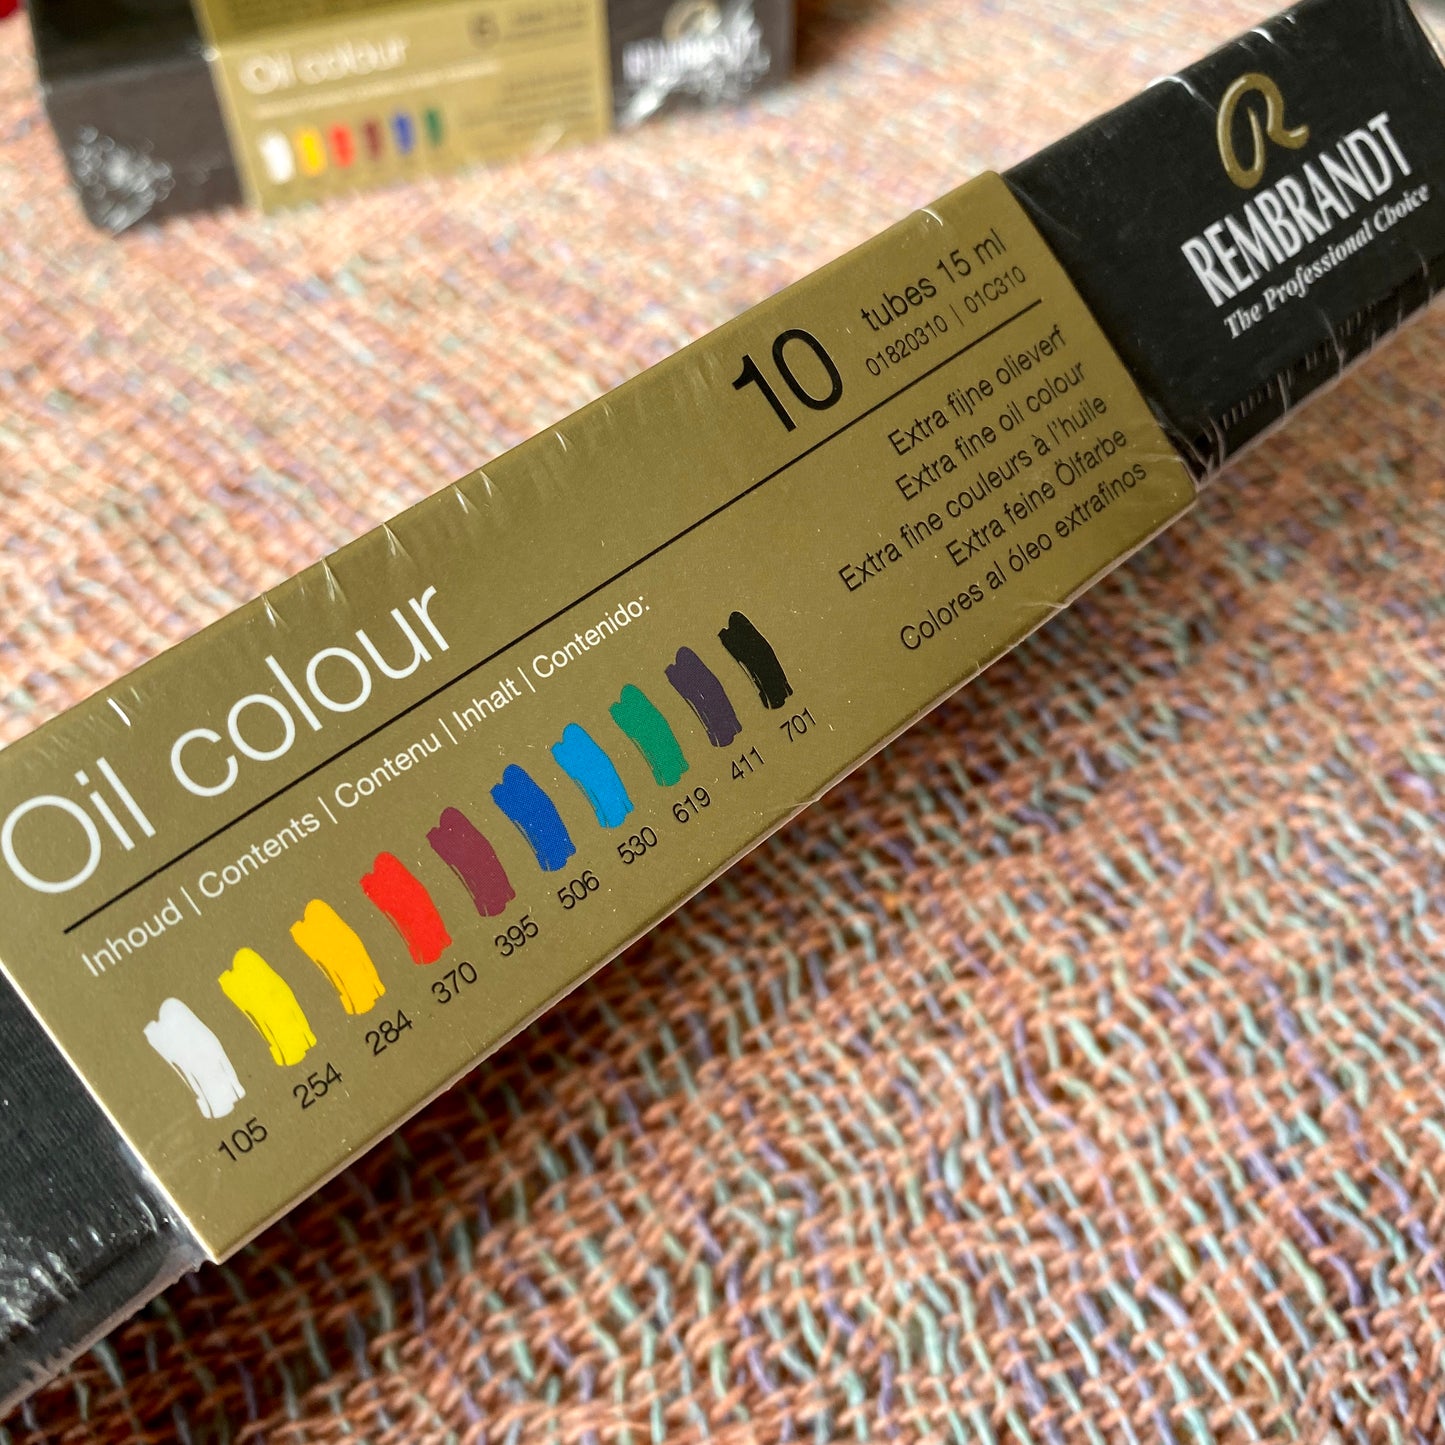 Oil colour
6
REMBRANDT
REMBRANDT
The Professional Choice
Oil colour
10
tubes 15 ml
01820310 | 01C310
Extra fijne olieverf
Extra fine oil colour
Extra fine couleurs à l'huile
Extra feine Ölfarbe
Colores al óleo extrafinos
Inhoud | Contents | Contenu | Inhalt | Contenido:
105 254 284 370 395 506 530 619 411 701